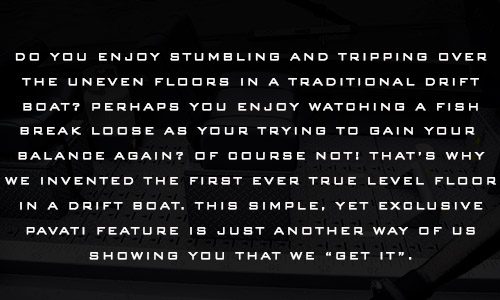 DO YOU ENJOY STUMBLING AND TRIPPING OVER
THE UNEVEN FLOORS IN A TRADITIONAL DRIFT
BOAT? PERHAPS YOU ENJOY WATCHING A FISH
BREAK LOOSE AS YOUR TRYING TO GAIN YOUR
BALANCE AGAIN? OF COURSE NOT! THAT'S WHY
WE INVENTED THE FIRST EVER TRUE LEVEL FLOOR
IN A DRIFT BOAT. THIS SIMPLE, YET EXCLUSIVE
PAVATI FEATURE IS JUST ANOTHER WAY OF US
SHOWING YOU THAT WE “GET IT”.